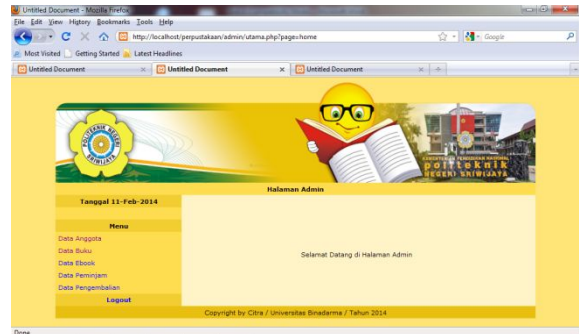 Untitled Document - Mozilla Firefox
File Edit View History Bookmarks Tools Help
http://localhost/perpustakaan/admin/utama.php?page=home
Google
Most Visited Getting Started Latest Headlines
Untitled Document Untitled Document Untitled Document
POLITEKNIK NEGERI
SRIWIJAYA
KEMENTERIAN PENDIDIKAN NASIONAL
politeknik
NEGERI SRIWIJAYA
Halaman Admin
Tanggal 11-Feb-2014
Menu
Data Anggota
Data Buku
Data Ebook
Data Peminjam
Data Pengembalian
Logout
Selamat Datang di Halaman Admin
Copyright by Citra / Universitas Binadarma / Tahun 2014
Done